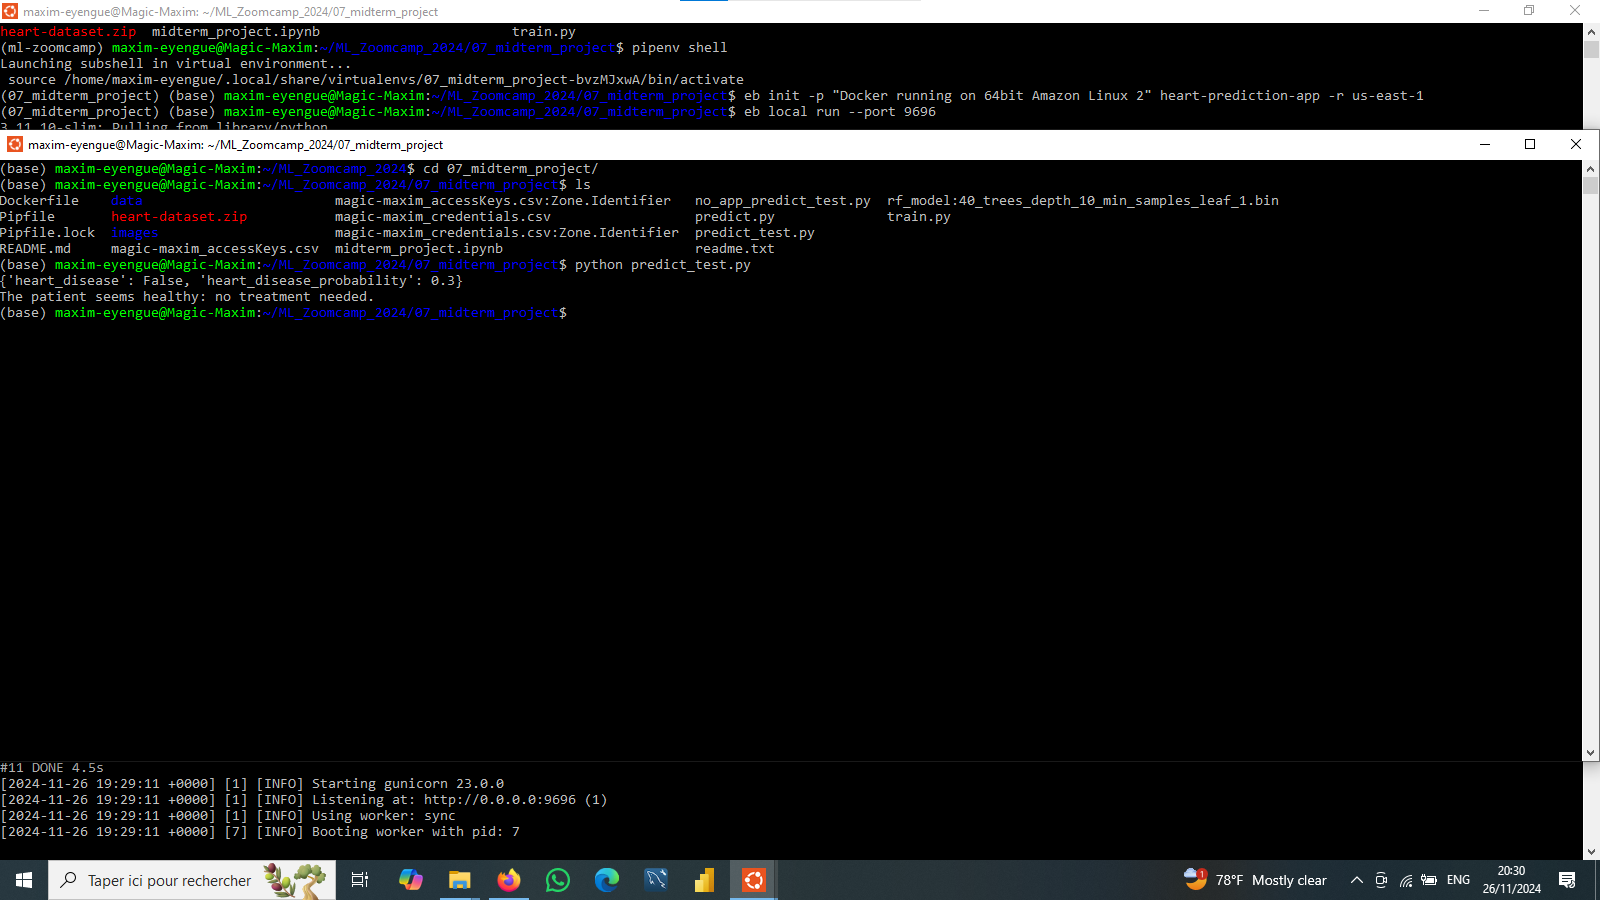 maxim-eyengue@Magic-Maxim: ~/ML_Zoomcamp_2024/07_midterm_project
heart-dataset.zip  midterm_project.ipynb                        train.py
(ml-zoomcamp) maxim-eyengue@Magic-Maxim:~/ML_Zoomcamp_2024/07_midterm_project$ pipenv shell
Launching subshell in virtual environment...
 source /home/maxim-eyengue/.local/share/virtualenvs/07_midterm_project-bvzMJxwA/bin/activate
(07_midterm_project) (base) maxim-eyengue@Magic-Maxim:~/ML_Zoomcamp_2024/07_midterm_project$ eb init -p "Docker running on 64bit Amazon Linux 2" heart-prediction-app -r us-east-1
(07_midterm_project) (base) maxim-eyengue@Magic-Maxim:~/ML_Zoomcamp_2024/07_midterm_project$ eb local run --port 9696
3.11.10-slim: Pulling from library/python
maxim-eyengue@Magic-Maxim: ~/ML_Zoomcamp_2024/07_midterm_project
(base) maxim-eyengue@Magic-Maxim:~/ML_Zoomcamp_2024$ cd 07_midterm_project/
(base) maxim-eyengue@Magic-Maxim:~/ML_Zoomcamp_2024/07_midterm_project$ ls
Dockerfile    data                        magic-maxim_accessKeys.csv:Zone.Identifier   no_app_predict_test.py  rf_model:40_trees_depth_10_min_samples_leaf_1.bin
Pipfile       heart-dataset.zip           magic-maxim_credentials.csv                  predict.py              train.py
Pipfile.lock  images                      magic-maxim_credentials.csv:Zone.Identifier  predict_test.py
README.md     magic-maxim_accessKeys.csv  midterm_project.ipynb                        readme.txt
(base) maxim-eyengue@Magic-Maxim:~/ML_Zoomcamp_2024/07_midterm_project$ python predict_test.py
{'heart_disease': False, 'heart_disease_probability': 0.3}
The patient seems healthy: no treatment needed.
(base) maxim-eyengue@Magic-Maxim:~/ML_Zoomcamp_2024/07_midterm_project$
#11 DONE 4.5s
[2024-11-26 19:29:11 +0000] [1] [INFO] Starting gunicorn 23.0.0
[2024-11-26 19:29:11 +0000] [1] [INFO] Listening at: http://0.0.0.0:9696 (1)
[2024-11-26 19:29:11 +0000] [1] [INFO] Using worker: sync
[2024-11-26 19:29:11 +0000] [7] [INFO] Booting worker with pid: 7
Taper ici pour rechercher
1
78°F Mostly clear
ENG
20:30
26/11/2024